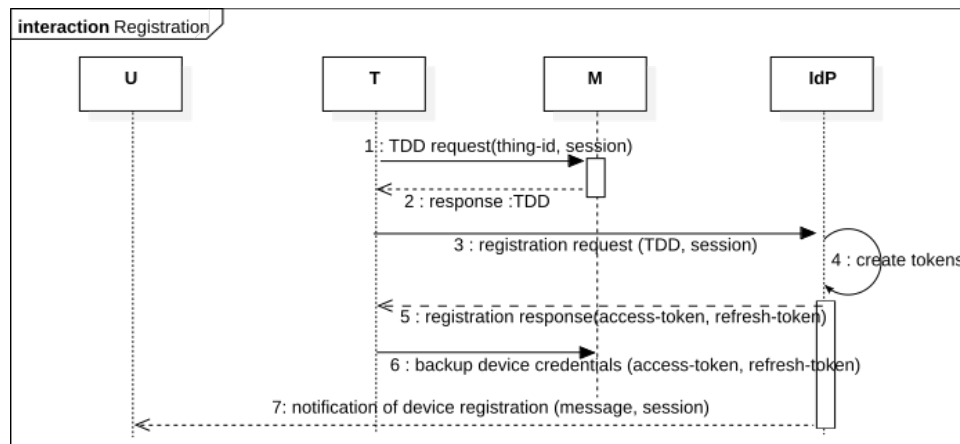 interaction Registration
U
T
M
IdP
1 : TDD request(thing-id, session)
2 : response :TDD
3 : registration request (TDD, session)
4 : create tokens
5 : registration response(access-token, refresh-token)
6 : backup device credentials (access-token, refresh-token)
7: notification of device registration (message, session)